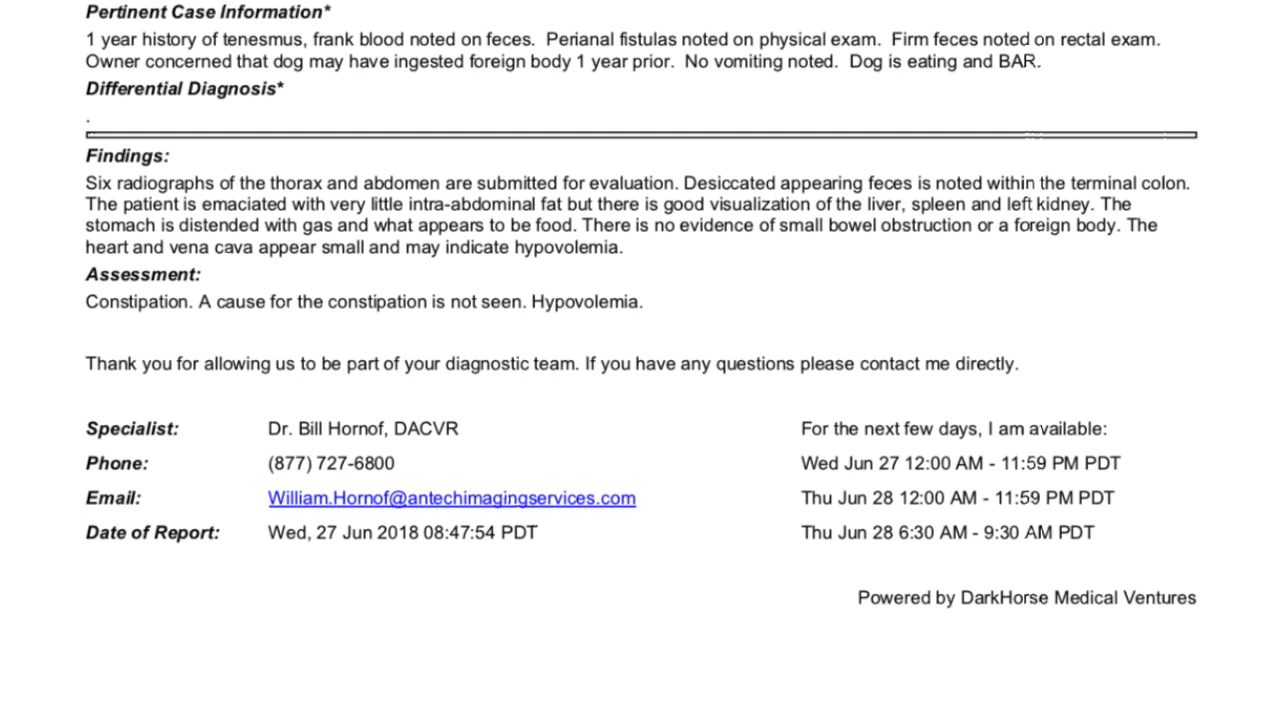 Pertinent Case Information*
1 year history of tenesmus, frank blood noted on feces.  Perianal fistulas noted on physical exam.  Firm feces noted on rectal exam.
Owner concerned that dog may have ingested foreign body 1 year prior.  No vomiting noted.  Dog is eating and BAR.
Differential Diagnosis*
.
Findings:
Six radiographs of the thorax and abdomen are submitted for evaluation. Desiccated appearing feces is noted within the terminal colon.
The patient is emaciated with very little intra-abdominal fat but there is good visualization of the liver, spleen and left kidney. The
stomach is distended with gas and what appears to be food. There is no evidence of small bowel obstruction or a foreign body. The
heart and vena cava appear small and may indicate hypovolemia.
Assessment:
Constipation. A cause for the constipation is not seen. Hypovolemia.
Thank you for allowing us to be part of your diagnostic team. If you have any questions please contact me directly.
Specialist: Dr. Bill Hornof, DACVR For the next few days, I am available:
Phone: (877) 727-6800 Wed Jun 27 12:00 AM - 11:59 PM PDT
Email: William.Hornof@antechimagingservices.com Thu Jun 28 12:00 AM - 11:59 PM PDT
Date of Report: Wed, 27 Jun 2018 08:47:54 PDT Thu Jun 28 6:30 AM - 9:30 AM PDT
Powered by DarkHorse Medical Ventures